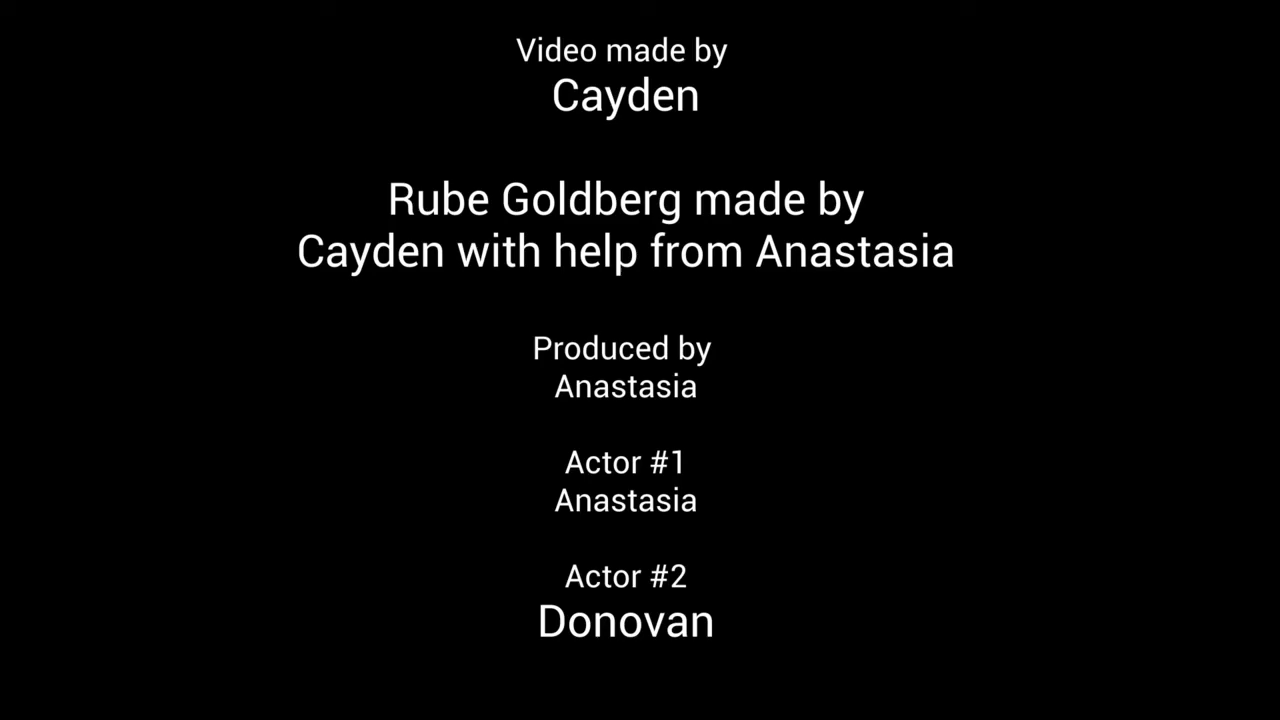 Video made by
Cayden
Rube Goldberg made by
Cayden with help from Anastasia
Produced by
Anastasia
Actor #1
Anastasia
Actor #2
Donovan